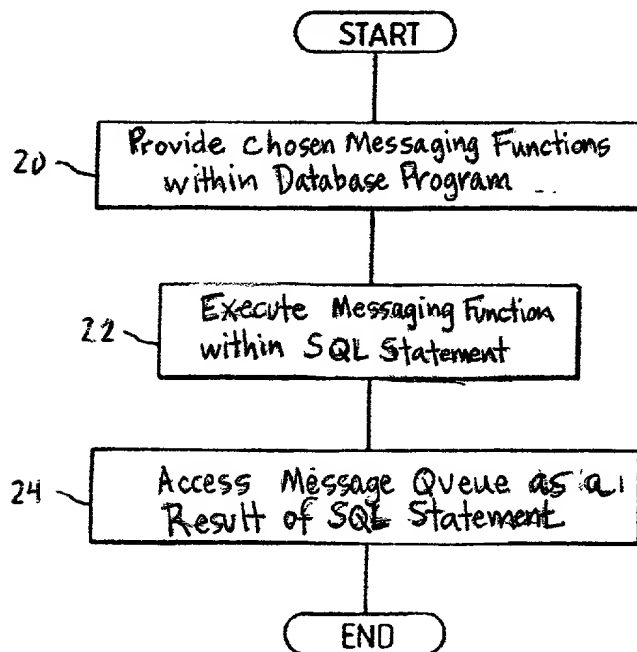 START
20
Provide Chosen Messaging Functions
within Database Program
22
Execute Messaging Function
within SQL Statement
24
Access Message Queue as a
Result of SQL Statement
END